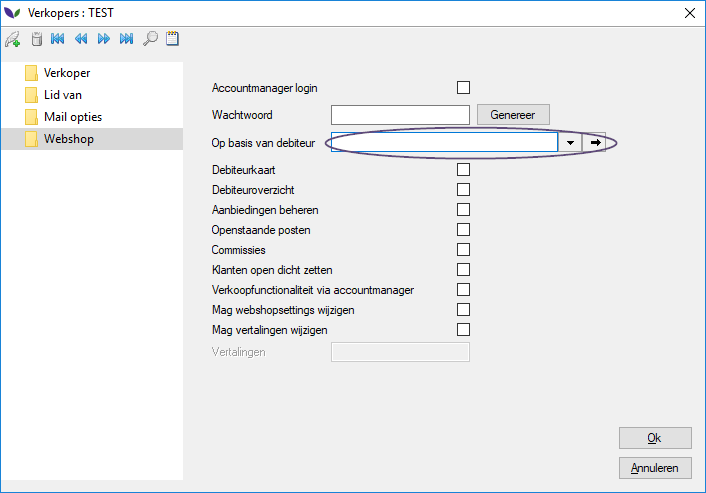 Verkopers : TEST
Verkoper
Lid van
Mail opties
Webshop
Accountmanager login
Wachtwoord
Genereer
Op basis van debiteur
Debiteurkaart
Debiteuroverzicht
Aanbiedingen beheren
Openstaande posten
Commissies
Klanten open dicht zetten
Verkoopfunctionaliteit via accountmanager
Mag webshopsettings wijzigen
Mag vertalingen wijzigen
Vertalingen
Ok
Annuleren